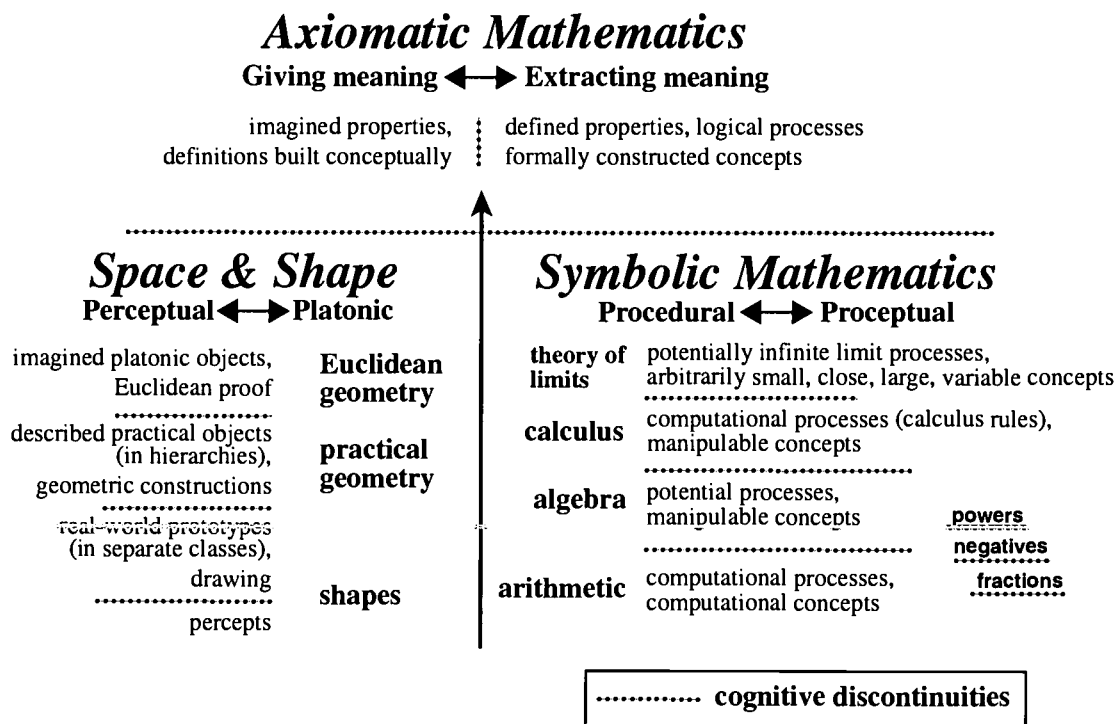 Axiomatic Mathematics
Giving meaning Extracting meaning
imagined properties,
definitions built conceptually
defined properties, logical processes
formally constructed concepts
Space & Shape
Perceptual Platonic
imagined platonic objects,
Euclidean proof
Euclidean
geometry
described practical objects
(in hierarchies),
geometric constructions
practical
geometry
real-world prototypes
(in separate classes),
drawing
percepts
shapes
Symbolic Mathematics
Procedural Proceptual
theory of
limits
potentially infinite limit processes,
arbitrarily small, close, large, variable concepts
calculus
computational processes (calculus rules),
manipulable concepts
algebra
potential processes,
manipulable concepts
powers
negatives
fractions
arithmetic
computational processes,
computational concepts
cognitive discontinuities